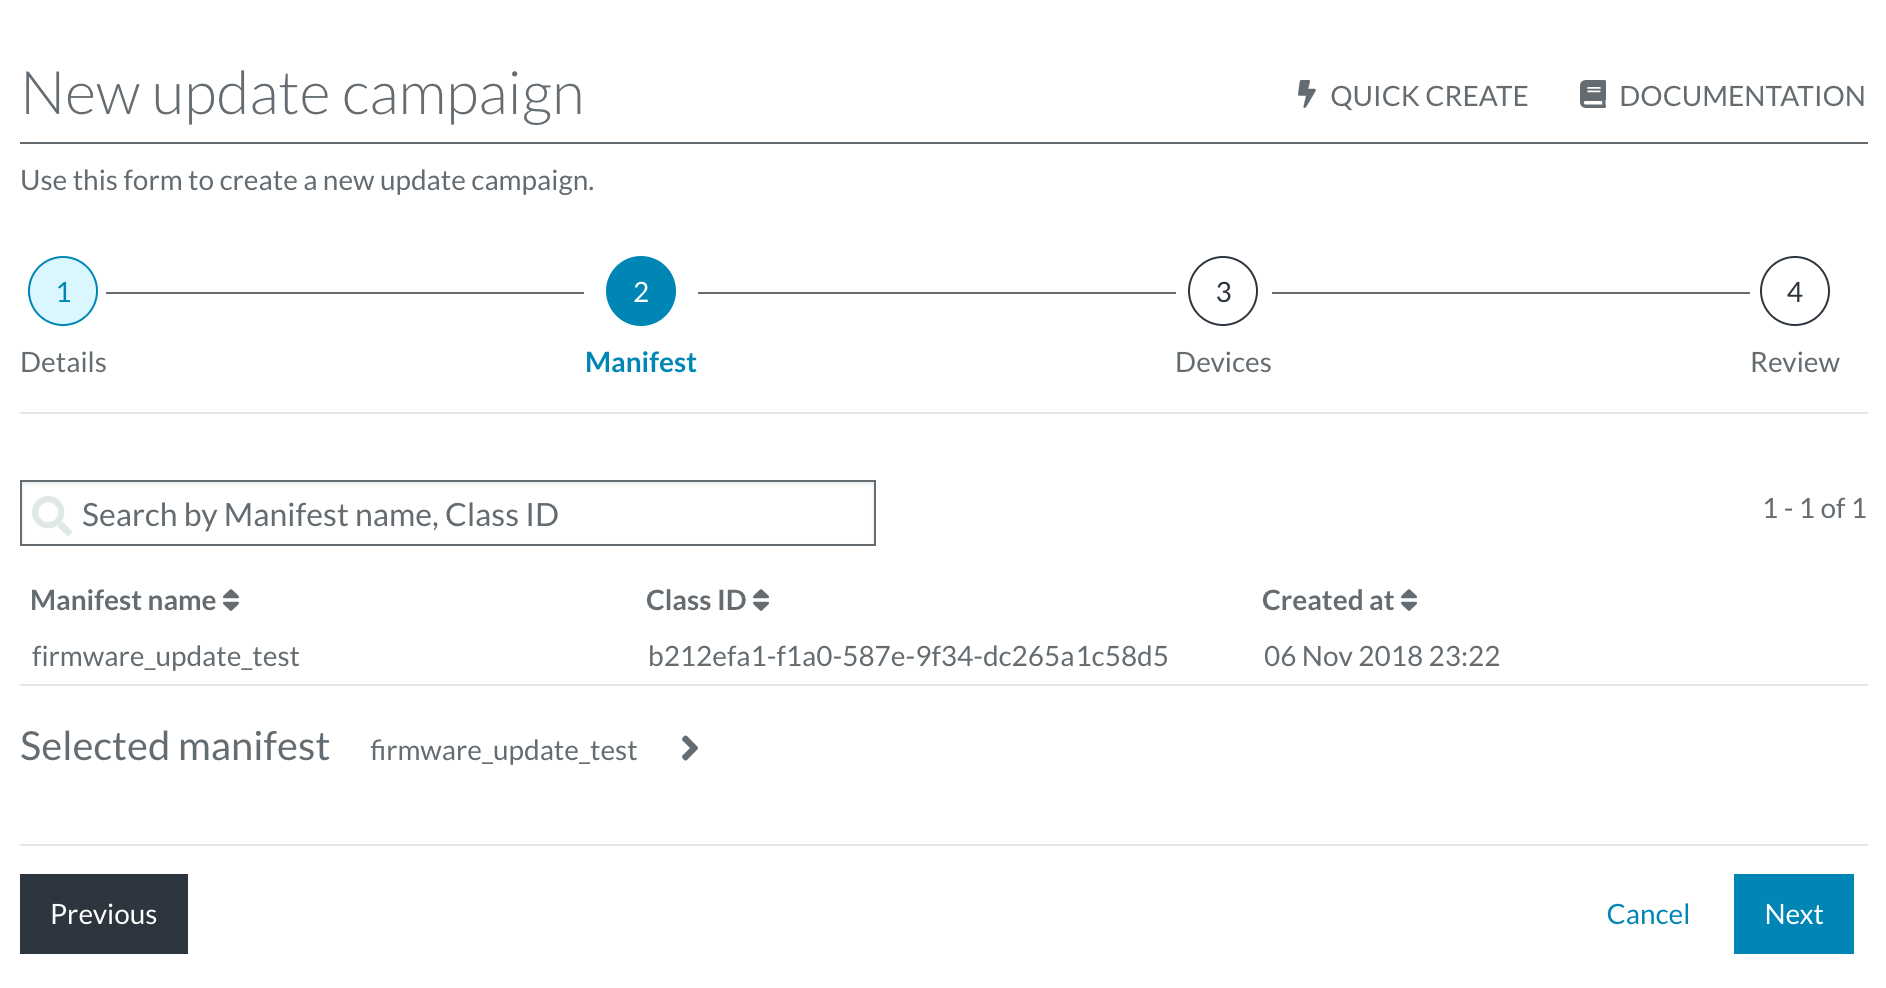 New update campaign
QUICK CREATE
DOCUMENTATION
Use this form to create a new update campaign.
1
2
3
4
Details
Manifest
Devices
Review
Search by Manifest name, Class ID
1 - 1 of 1
Manifest name
Class ID
Created at
firmware_update_test
b212efa1-f1a0-587e-9f34-dc265a1c58d5
06 Nov 2018 23:22
Selected manifest
firmware_update_test
Previous
Cancel
Next